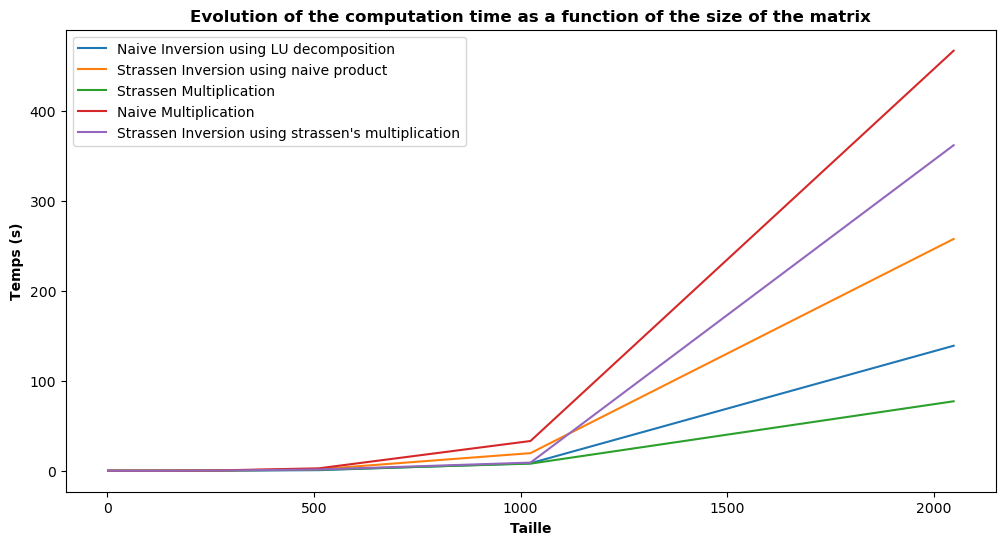 Evolution of the computation time as a function of the size of the matrix
Naive Inversion using LU decomposition
Strassen Inversion using naive product
Strassen Multiplication
Naive Multiplication
Strassen Inversion using strassen's multiplication
400
300
200
100
0
Temps (s)
0 500 1000 1500 2000
Taille